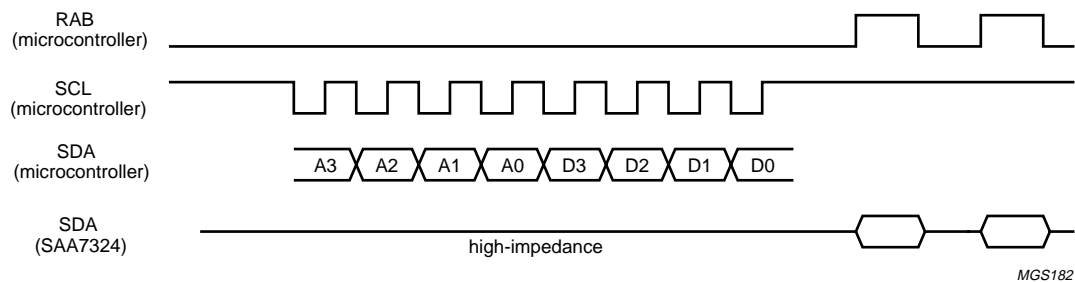 RAB
(microcontroller)
SCL
(microcontroller)
SDA
(microcontroller)
A3 A2 A1 A0 D3 D2 D1 D0
SDA
(SAA7324)
high-impedance
MGS182